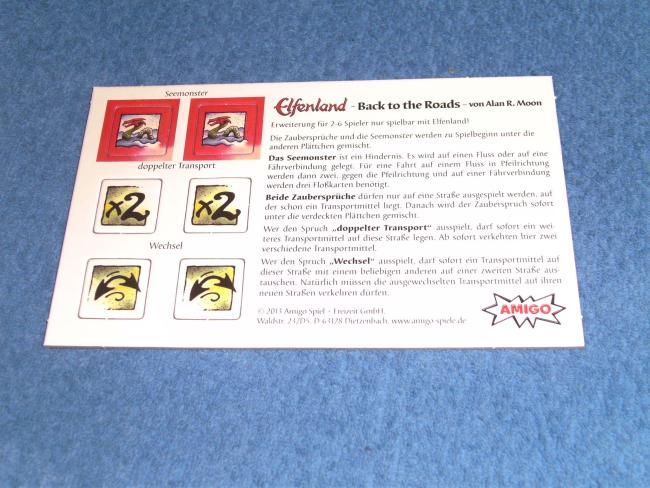 Seemonster
doppelter Transport
x2 x2
Wechsel
Elfenland - Back to the Roads - von Alan R. Moon
Erweiterung für 2-6 Spieler nur spielbar mit Elfenland!
Die Zaubersprüche und die Seemonster werden zu Spielbeginn unter die
anderen Plättchen gemischt.
Das Seemonster ist ein Hindernis. Es wird auf einen Fluss oder auf eine
Fährverbindung gelegt. Für eine Fahrt auf einem Fluss in Pfeilrichtung
werden dann zwei, gegen die Pfeilrichtung und auf einer Fährverbindung
werden drei Floßkarten benötigt.
Beide Zaubersprüche dürfen nur auf eine Straße ausgespielt werden, auf
der schon ein Transportmittel liegt. Danach wird der Zauberspruch sofort
unter die verdeckten Plättchen gemischt.
Wer den Spruch „doppelter Transport" ausspielt, darf sofort ein wei-
teres Transportmittel auf diese Straße legen. Ab sofort verkehren hier zwei
verschiedene Transportmittel.
Wer den Spruch „Wechsel" ausspielt, darf sofort ein Transportmittel auf
dieser Straße mit einem beliebigen anderen auf einer zweiten Straße aus-
tauschen. Natürlich müssen die ausgewechselten Transportmittel auf ihren
neuen Straßen verkehren dürfen.
© 2013 Amigo Spiel + Freizeit GmbH,
Waldstr. 23/D5, D-63128 Dietzenbach, www.amigo-spiele.de
AMIGO